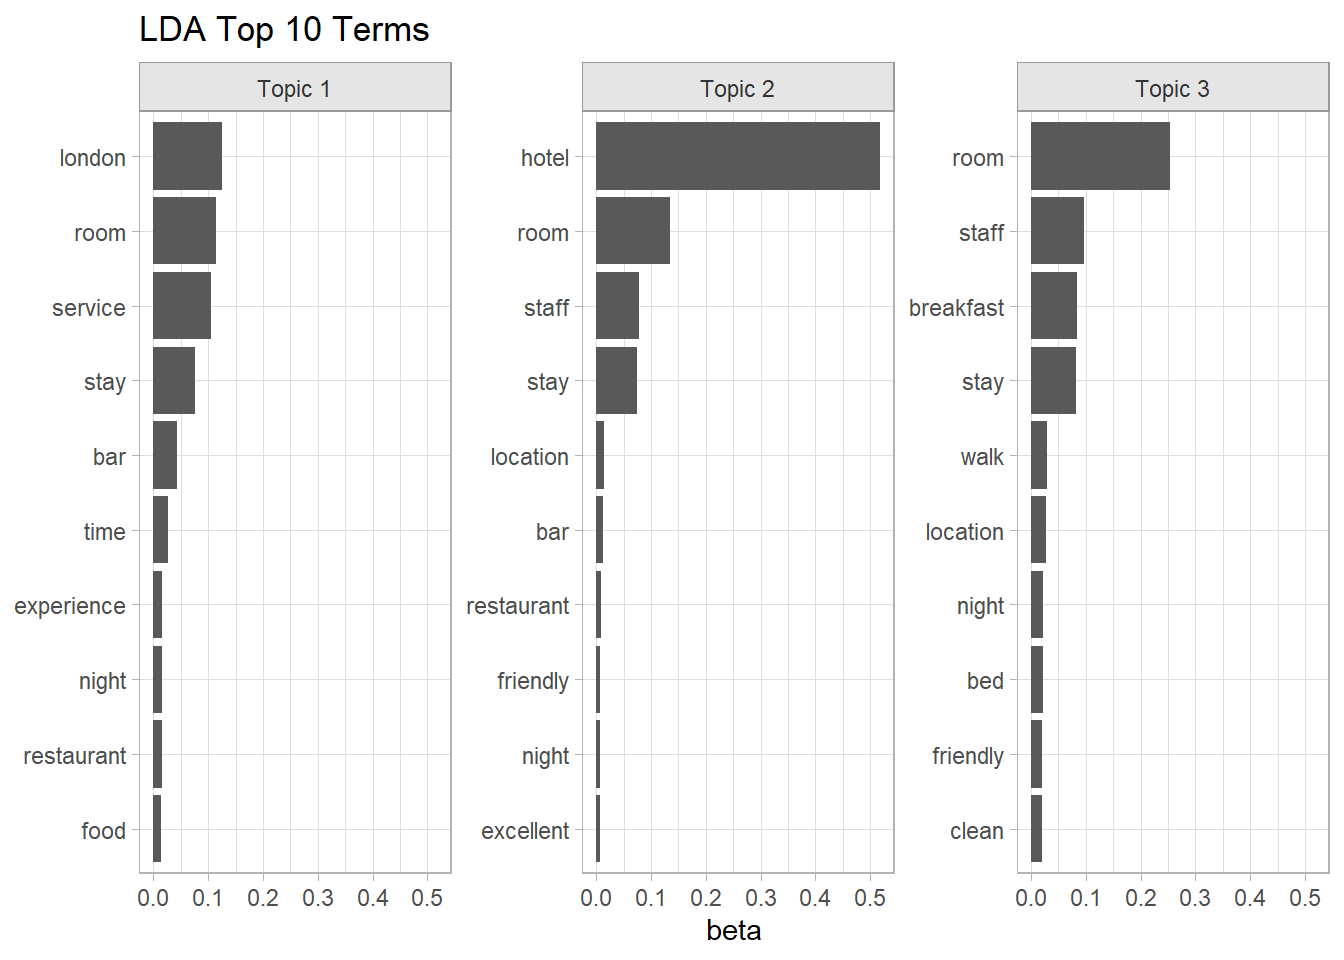 LDA Top 10 Terms
Topic 1
london
room
service
stay
bar
time
experience
night
restaurant
food
0.0 0.1 0.2 0.3 0.4 0.5
Topic 2
hotel
room
staff
stay
location
bar
restaurant
friendly
night
excellent
0.0 0.1 0.2 0.3 0.4 0.5
Topic 3
room
staff
breakfast
stay
walk
location
night
bed
friendly
clean
0.0 0.1 0.2 0.3 0.4 0.5
beta